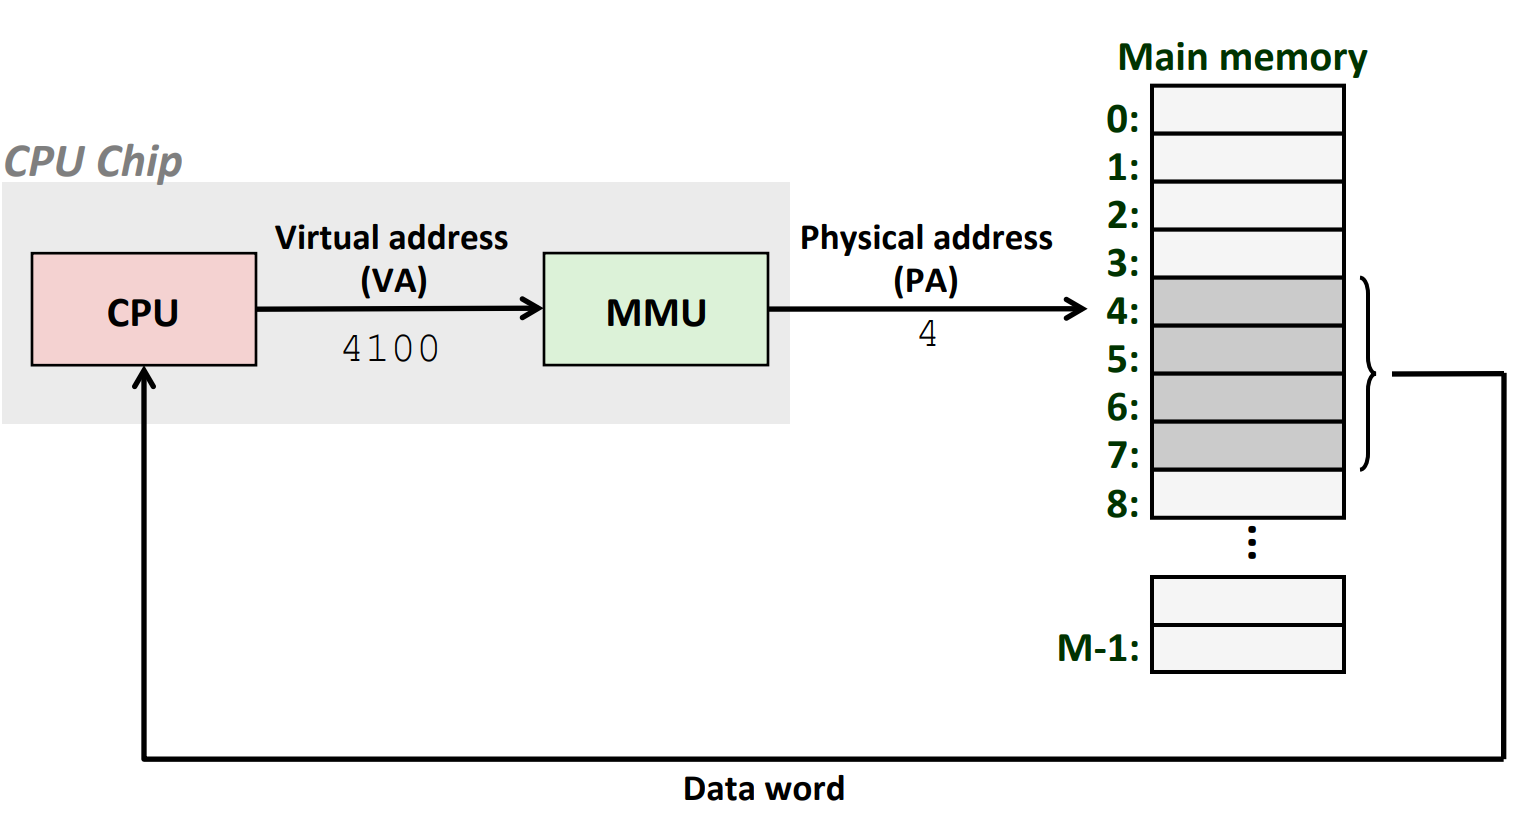 Main memory
0:
CPU Chip
1:
2:
Virtual address
(VA)
Physical address
(PA)
3:
CPU
MMU
4:
4100
4
5:
6:
7:
8:
M-1:
Data word